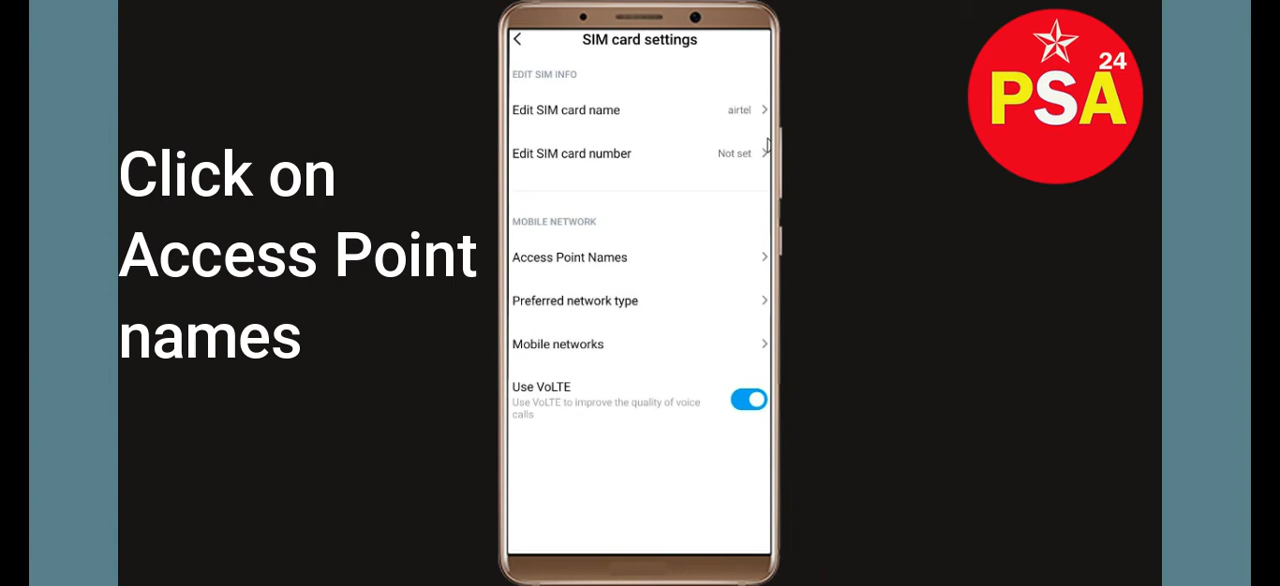 Click on
Access Point
names
SIM card settings
EDIT SIM INFO
Edit SIM card name
airtel
Edit SIM card number
Not set
MOBILE NETWORK
Access Point Names
Preferred network type
Mobile networks
Use VoLTE
Use VoLTE to improve the quality of voice
calls
24
PSA